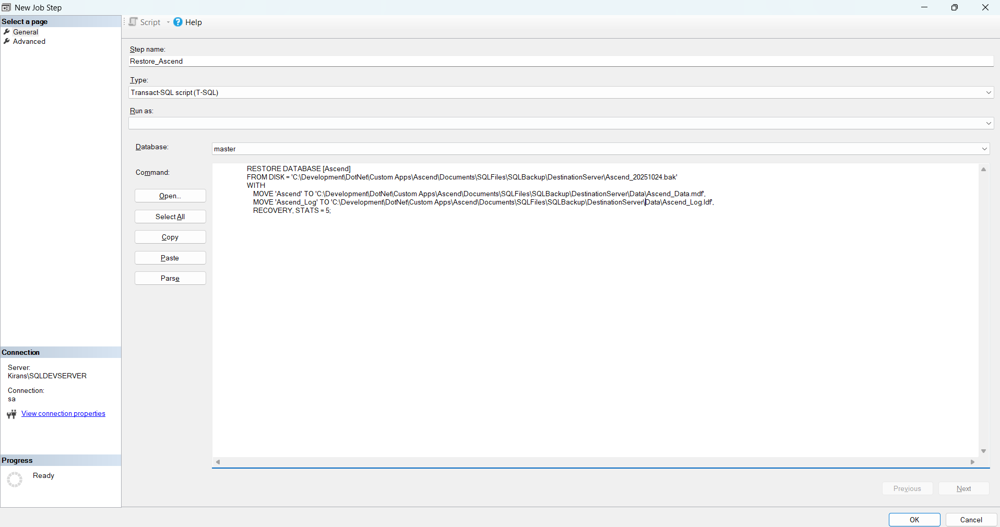 New Job Step
Select a page
General
Advanced
Script
Help
Step name:
Restore_Ascend
Type:
Transact-SQL script (T-SQL)
Run as:
Database:
master
Command:
RESTORE DATABASE [Ascend]
FROM DISK = 'C:\Development\DotNet\Custom Apps\Ascend\Documents\SQLFiles\SQLBackup\DestinationServer\Ascend_20251024.bak'
WITH
MOVE 'Ascend' TO 'C:\Development\DotNet\Custom Apps\Ascend\Documents\SQLFiles\SQLBackup\DestinationServer\Data\Ascend_Data.mdf',
MOVE 'Ascend_Log' TO 'C:\Development\DotNet\Custom Apps\Ascend\Documents\SQLFiles\SQLBackup\DestinationServer\Data\Ascend_Log.ldf',
RECOVERY, STATS = 5;
Open...
Select All
Copy
Paste
Parse
Connection
Server:
Kirans\SQLDEVSERVER
Connection:
sa
View connection properties
Progress
Ready
Previous
Next
OK
Cancel